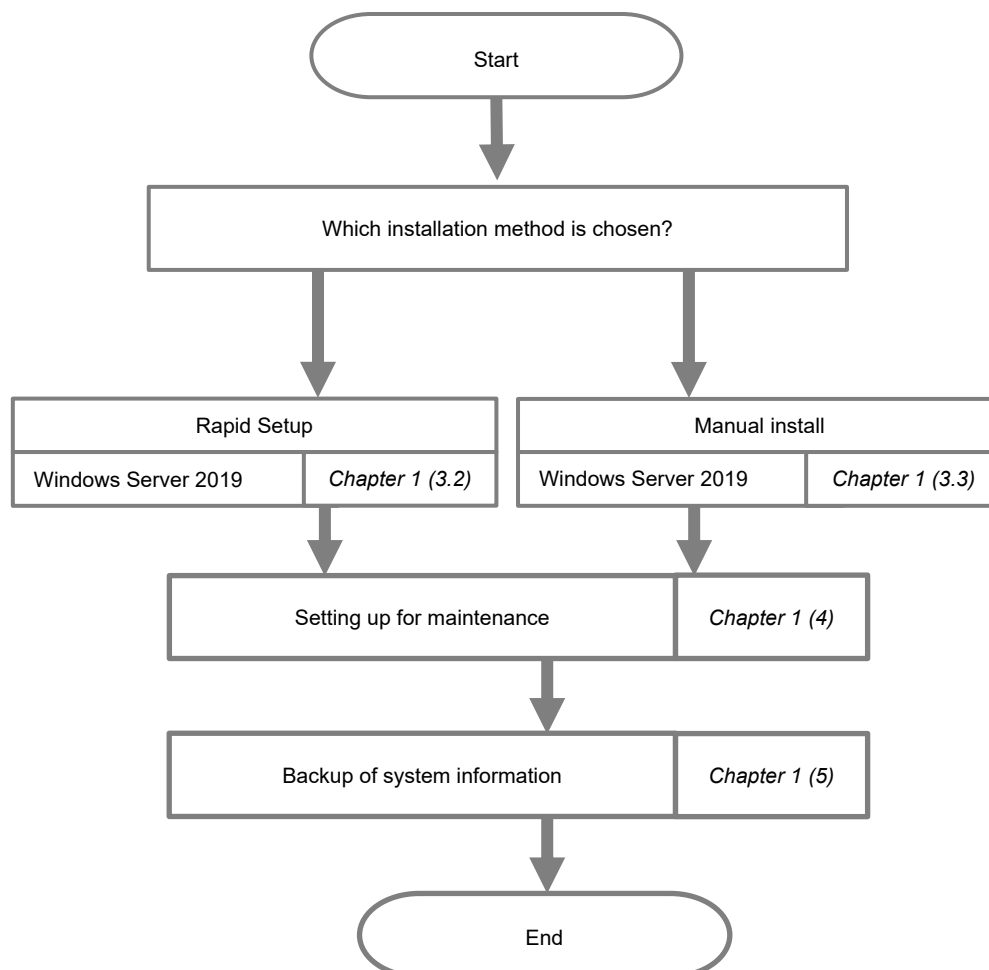 Start
Which installation method is chosen?
Rapid Setup
Windows Server 2019
Chapter 1 (3.2)
Manual install
Windows Server 2019
Chapter 1 (3.3)
Setting up for maintenance
Chapter 1 (4)
Backup of system information
Chapter 1 (5)
End